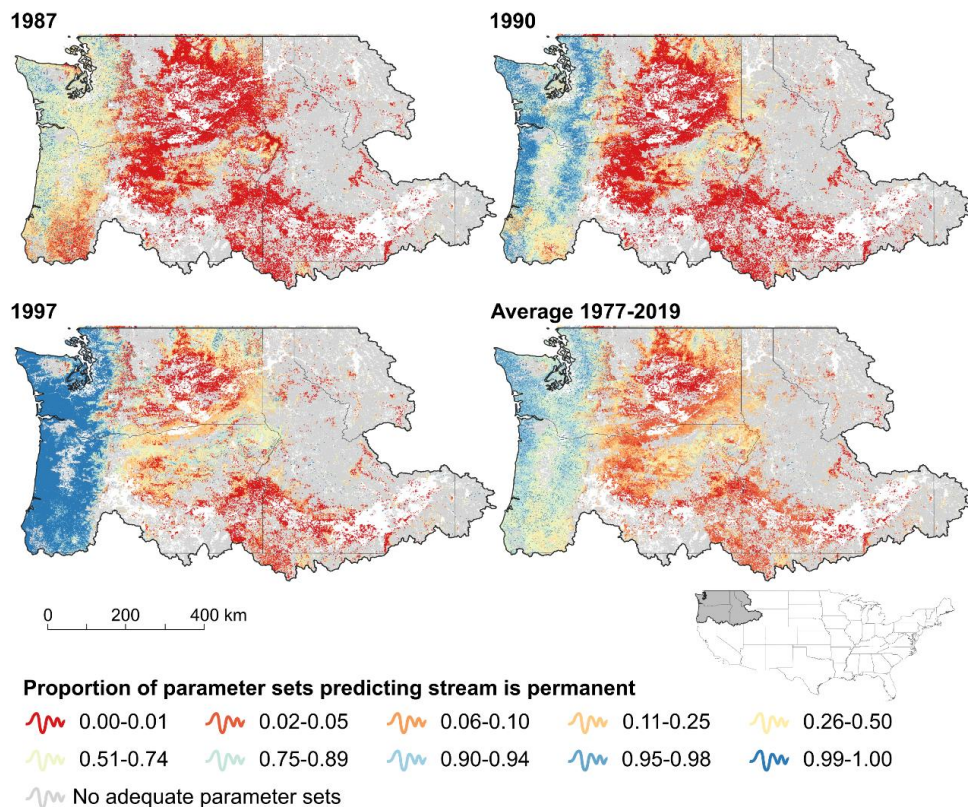 1987
1990
1997
Average 1977-2019
0 200 400 km
Proportion of parameter sets predicting stream is permanent
0.00-0.01 0.02-0.05 0.06-0.10 0.11-0.25 0.26-0.50
0.51-0.74 0.75-0.89 0.90-0.94 0.95-0.98 0.99-1.00
No adequate parameter sets